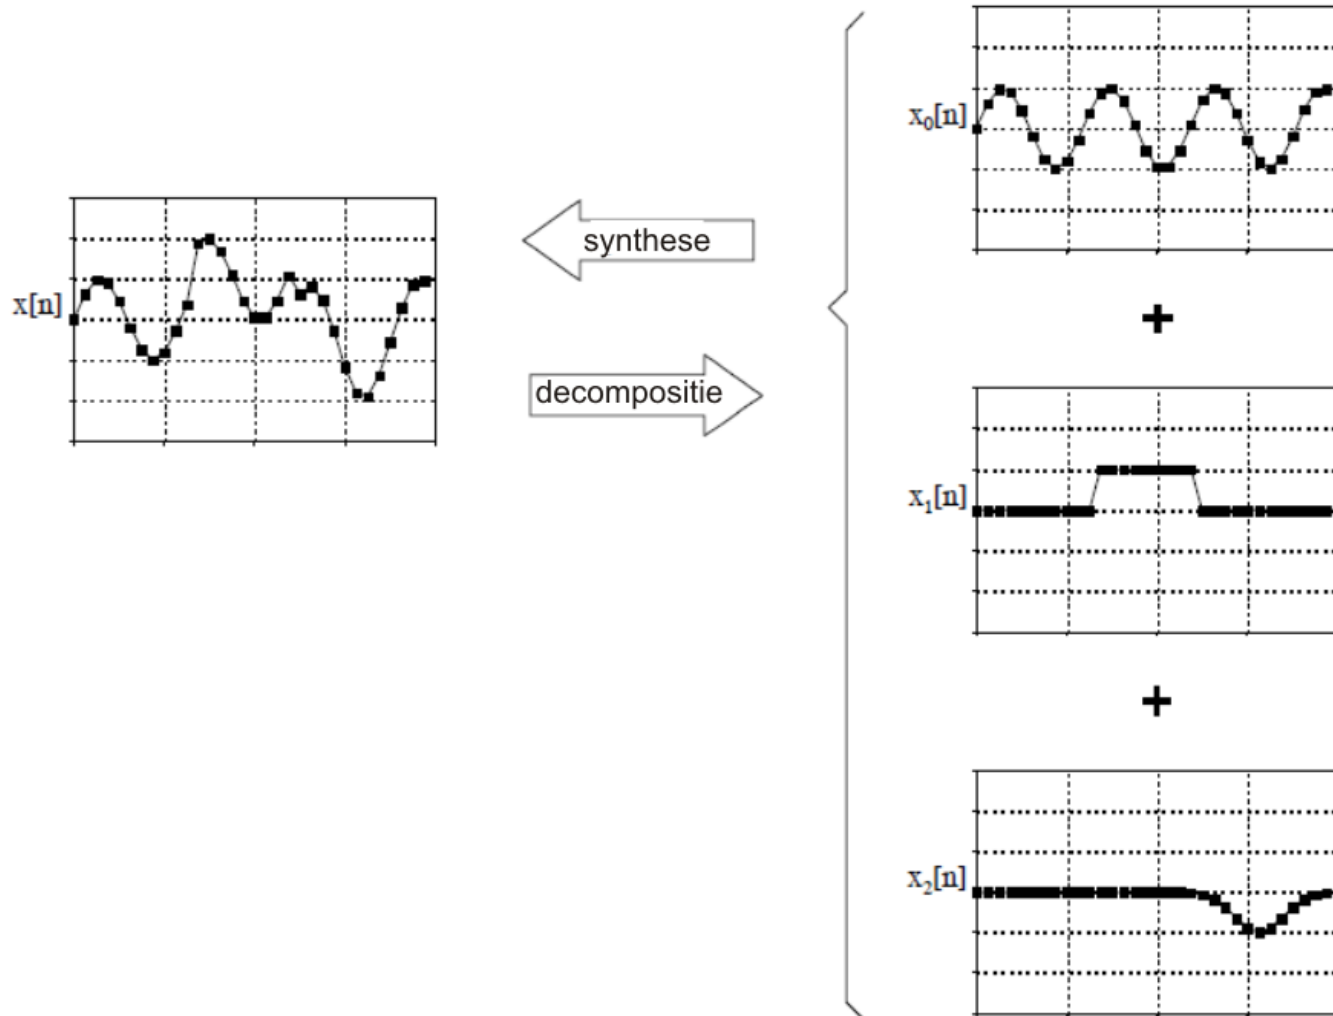 x[n]
synthese
decompositie
x₀[n]
+
x₁[n]
+
x₂[n]